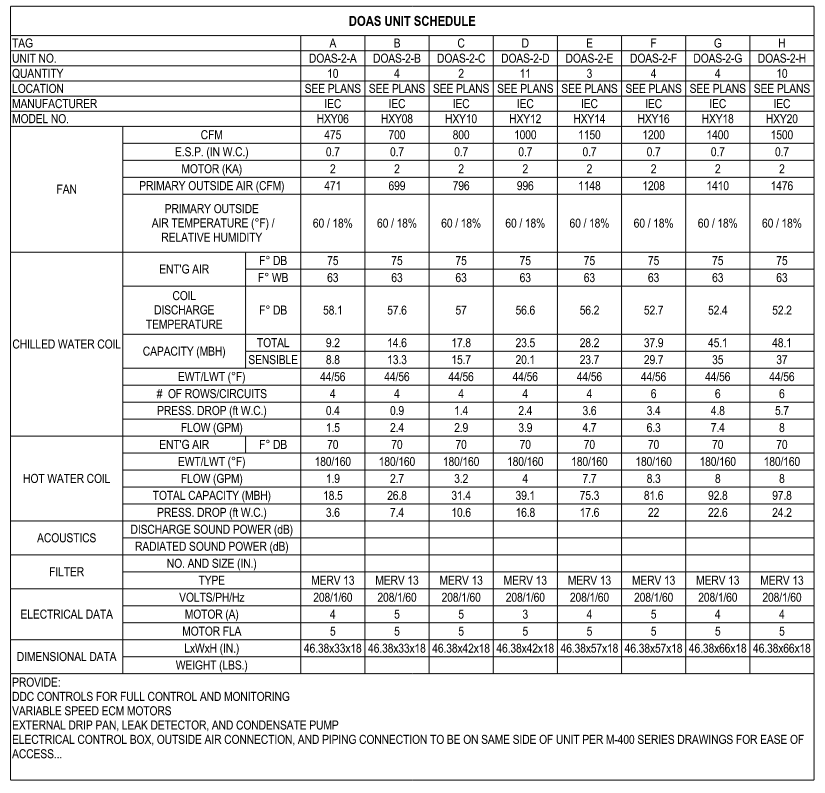 DOAS UNIT SCHEDULE
TAG A B C D E F G H
UNIT NO. DOAS-2-A DOAS-2-B DOAS-2-C DOAS-2-D DOAS-2-E DOAS-2-F DOAS-2-G DOAS-2-H
QUANTITY 10 4 2 11 3 4 4 10
LOCATION SEE PLANS SEE PLANS SEE PLANS SEE PLANS SEE PLANS SEE PLANS SEE PLANS SEE PLANS
MANUFACTURER IEC IEC IEC IEC IEC IEC IEC IEC
MODEL NO. HXY06 HXY08 HXY10 HXY12 HXY14 HXY16 HXY18 HXY20
FAN
CFM 475 700 800 1000 1150 1200 1400 1500
E.S.P. (IN W.C.) 0.7 0.7 0.7 0.7 0.7 0.7 0.7 0.7
MOTOR (KA) 2 2 2 2 2 2 2 2
PRIMARY OUTSIDE AIR (CFM) 471 699 796 996 1148 1208 1410 1476
PRIMARY OUTSIDE
AIR TEMPERATURE (°F) / 60 / 18% 60 / 18% 60 / 18% 60 / 18% 60 / 18% 60 / 18% 60 / 18% 60 / 18%
RELATIVE HUMIDITY
CHILLED WATER COIL
ENT'G AIR
F° DB 75 75 75 75 75 75 75 75
F° WB 63 63 63 63 63 63 63 63
COIL
DISCHARGE F° DB 58.1 57.6 57 56.6 56.2 52.7 52.4 52.2
TEMPERATURE
CAPACITY (MBH)
TOTAL 9.2 14.6 17.8 23.5 28.2 37.9 45.1 48.1
SENSIBLE 8.8 13.3 15.7 20.1 23.7 29.7 35 37
EWT/LWT (°F) 44/56 44/56 44/56 44/56 44/56 44/56 44/56 44/56
# OF ROWS/CIRCUITS 4 4 4 4 4 6 6 6
PRESS. DROP (ft W.C.) 0.4 0.9 1.4 2.4 3.6 3.4 4.8 5.7
FLOW (GPM) 1.5 2.4 2.9 3.9 4.7 6.3 7.4 8
HOT WATER COIL
ENT'G AIR F° DB 70 70 70 70 70 70 70 70
EWT/LWT (°F) 180/160 180/160 180/160 180/160 180/160 180/160 180/160 180/160
FLOW (GPM) 1.9 2.7 3.2 4 7.7 8.3 8 8
TOTAL CAPACITY (MBH) 18.5 26.8 31.4 39.1 75.3 81.6 92.8 97.8
PRESS. DROP (ft W.C.) 3.6 7.4 10.6 16.8 17.6 22 22.6 24.2
ACOUSTICS
DISCHARGE SOUND POWER (dB)
RADIATED SOUND POWER (dB)
FILTER
NO. AND SIZE (IN.)
TYPE MERV 13 MERV 13 MERV 13 MERV 13 MERV 13 MERV 13 MERV 13 MERV 13
ELECTRICAL DATA
VOLTS/PH/Hz 208/1/60 208/1/60 208/1/60 208/1/60 208/1/60 208/1/60 208/1/60 208/1/60
MOTOR (A) 4 5 5 3 4 5 4 4
MOTOR FLA 5 5 5 5 5 5 5 5
DIMENSIONAL DATA
LxWxH (IN.) 46.38x33x18 46.38x33x18 46.38x42x18 46.38x42x18 46.38x57x18 46.38x57x18 46.38x66x18 46.38x66x18
WEIGHT (LBS.)
PROVIDE:
DDC CONTROLS FOR FULL CONTROL AND MONITORING
VARIABLE SPEED ECM MOTORS
EXTERNAL DRIP PAN, LEAK DETECTOR, AND CONDENSATE PUMP
ELECTRICAL CONTROL BOX, OUTSIDE AIR CONNECTION, AND PIPING CONNECTION TO BE ON SAME SIDE OF UNIT PER M-400 SERIES DRAWINGS FOR EASE OF
ACCESS...